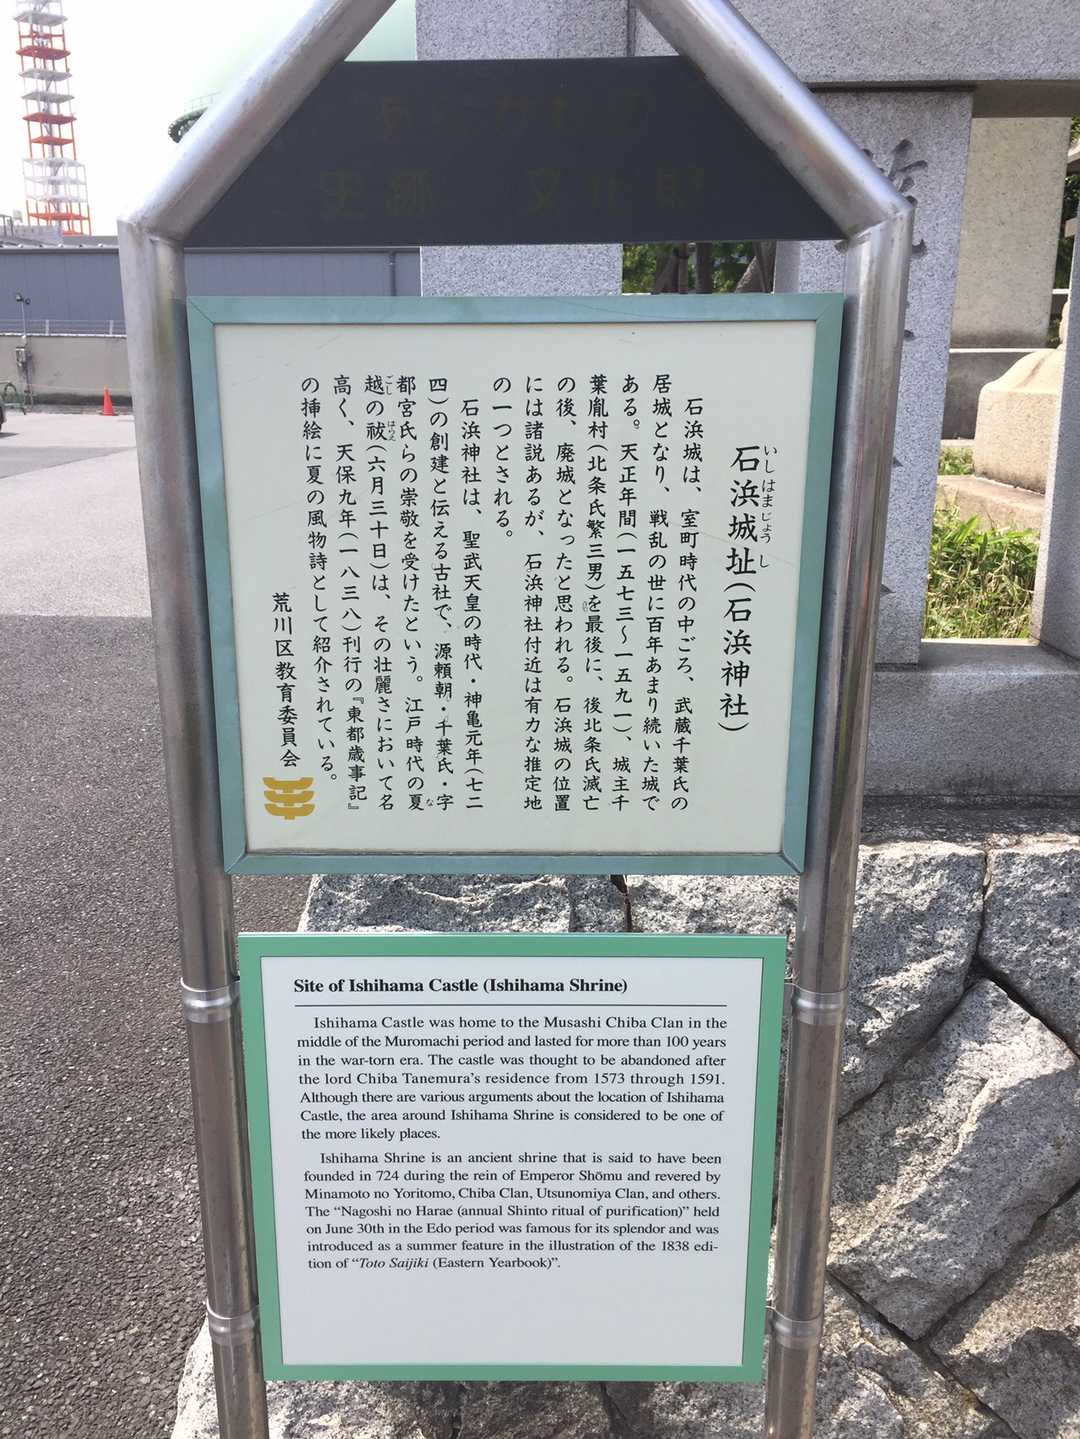 あらかわの
史跡 文化財
石浜城址(石浜神社)
いしはまじょうし
石浜城は、室町時代の中ごろ、武蔵千葉氏の
居城となり、戦乱の世に百年あまり続いた城で
ある。天正年間(一五七三〜一五九一)、城主千
葉胤村(北条氏繁三男)を最後に、後北条氏滅亡
の後、廃城となったと思われる。石浜城の位置
には諸説あるが、石浜神社付近は有力な推定地
の一つとされる。
石浜神社は、聖武天皇の時代・神亀元年(七二
四)の創建と伝える古社で、源頼朝・千葉氏・宇
都宮氏らの崇敬を受けたという。江戸時代の夏
越の祓(六月三十日)は、その壮麗さにおいて名
なごし はらえ
高く、天保九年(一八三八)刊行の『東都歳事記』
の挿絵に夏の風物詩として紹介されている。
荒川区教育委員会
Site of Ishihama Castle (Ishihama Shrine)
Ishihama Castle was home to the Musashi Chiba Clan in the
middle of the Muromachi period and lasted for more than 100 years
in the war-torn era. The castle was thought to be abandoned after
the lord Chiba Tanemura's residence from 1573 through 1591.
Although there are various arguments about the location of Ishihama
Castle, the area around Ishihama Shrine is considered to be one of
the more likely places.
Ishihama Shrine is an ancient shrine that is said to have been
founded in 724 during the rein of Emperor Shōmu and revered by
Minamoto no Yoritomo, Chiba Clan, Utsunomiya Clan, and others.
The “Nagoshi no Harae (annual Shinto ritual of purification)” held
on June 30th in the Edo period was famous for its splendor and was
introduced as a summer feature in the illustration of the 1838 edi-
tion of “Toto Saijiki (Eastern Yearbook)”.